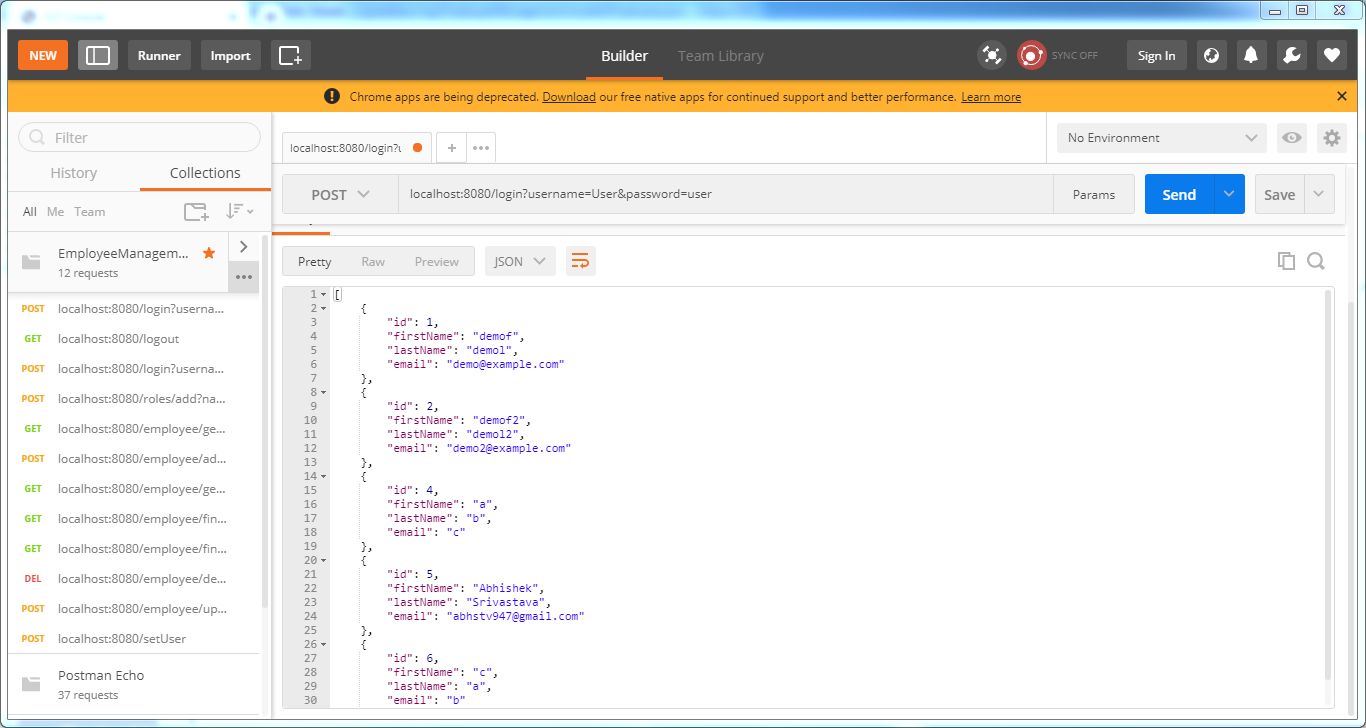 NEW Runner Import Builder Team Library SYNC OFF Sign In
! Chrome apps are being deprecated. Download our free native apps for continued support and better performance. Learn more
Filter
History Collections
All Me Team
EmployeeManagem...
12 requests
POST localhost:8080/login?userna...
GET localhost:8080/logout
POST localhost:8080/login?userna...
POST localhost:8080/roles/add?na...
GET localhost:8080/employee/ge...
POST localhost:8080/employee/ad...
GET localhost:8080/employee/ge...
GET localhost:8080/employee/fin...
GET localhost:8080/employee/fin...
DEL localhost:8080/employee/de...
POST localhost:8080/employee/up...
POST localhost:8080/setUser
Postman Echo
37 requests
localhost:8080/login?u
No Environment
POST localhost:8080/login?username=User&password=user Params Send Save
Pretty Raw Preview JSON
1 [
2 {
3 "id": 1,
4 "firstName": "demof",
5 "lastName": "demol",
6 "email": "demo@example.com"
7 },
8 {
9 "id": 2,
10 "firstName": "demof2",
11 "lastName": "demol2",
12 "email": "demo2@example.com"
13 },
14 {
15 "id": 4,
16 "firstName": "a",
17 "lastName": "b",
18 "email": "c"
19 },
20 {
21 "id": 5,
22 "firstName": "Abhishek",
23 "lastName": "Srivastava",
24 "email": "abhstv947@gmail.com"
25 },
26 {
27 "id": 6,
28 "firstName": "c",
29 "lastName": "a",
30 "email": "b"